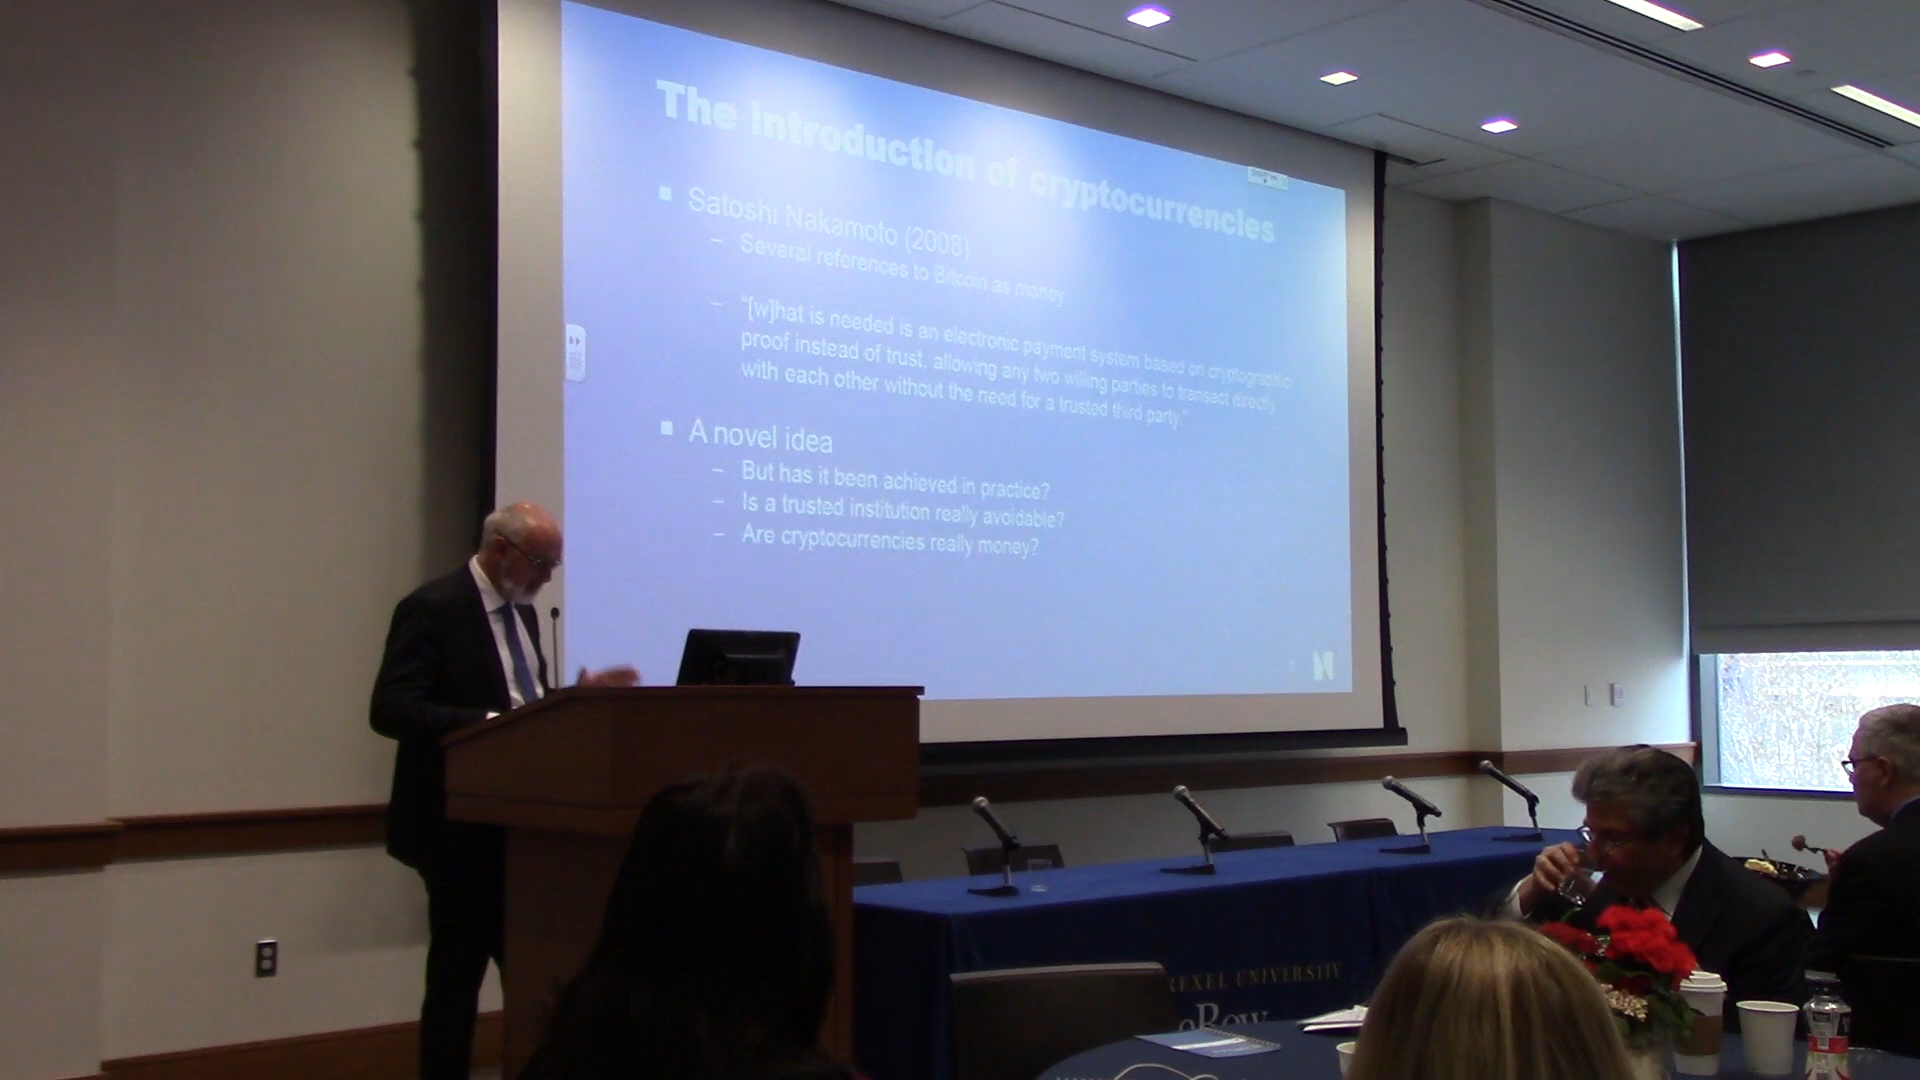 The introduction of cryptocurrencies
Satoshi Nakamoto (2008)
– Several references to Bitcoin as money
– "[w]hat is needed is an electronic payment system based on cryptographic
proof instead of trust, allowing any two willing parties to transact directly
with each other without the need for a trusted third party."
A novel idea
– But has it been achieved in practice?
– Is a trusted institution really avoidable?
– Are cryptocurrencies really money?
N
REXEL UNIVERSITY